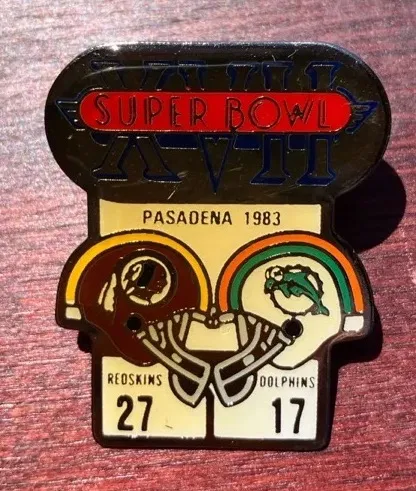 XVII
SUPER BOWL
PASADENA 1983
REDSKINS DOLPHINS
27 17